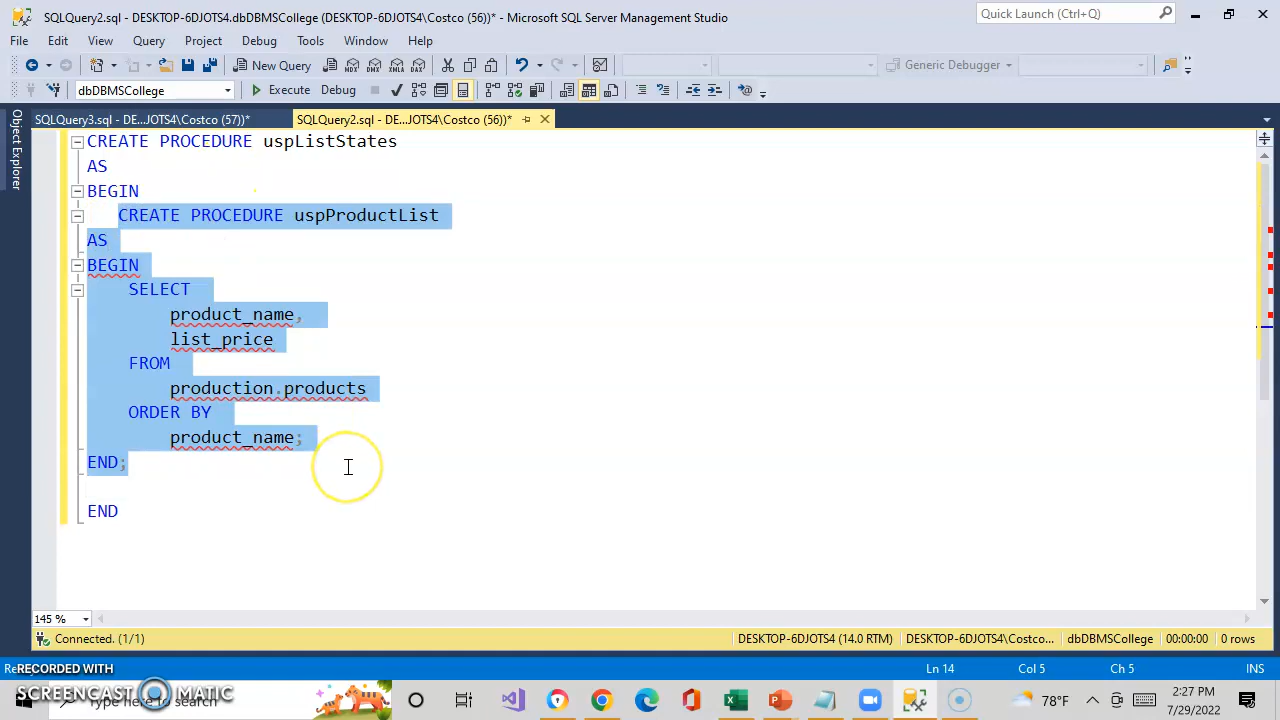 SQLQuery2.sql - DESKTOP-6DJOTS4.dbDBMSCollege (DESKTOP-6DJOTS4\Costco (56))* - Microsoft SQL Server Management Studio
Quick Launch (Ctrl+Q)
File Edit View Query Project Debug Tools Window Help
New Query
MDX DMX XMLA DAX
Generic Debugger
dbDBMSCollege
Execute Debug
Object Explorer
SQLQuery3.sql - DE...JOTS4\Costco (57))*
SQLQuery2.sql - DE...JOTS4\Costco (56))*
CREATE PROCEDURE uspListStates
AS
BEGIN
CREATE PROCEDURE uspProductList
AS
BEGIN
SELECT
product_name,
list_price
FROM
production.products
ORDER BY
product_name;
END;
END
145 %
Connected. (1/1)
DESKTOP-6DJOTS4 (14.0 RTM)
DESKTOP-6DJOTS4\Costco...
dbDBMSCollege
00:00:00
0 rows
Ln 14
Col 5
Ch 5
INS
RECORDED WITH
SCREENCAST MATIC
Type here to search
78°F
2:27 PM
7/29/2022